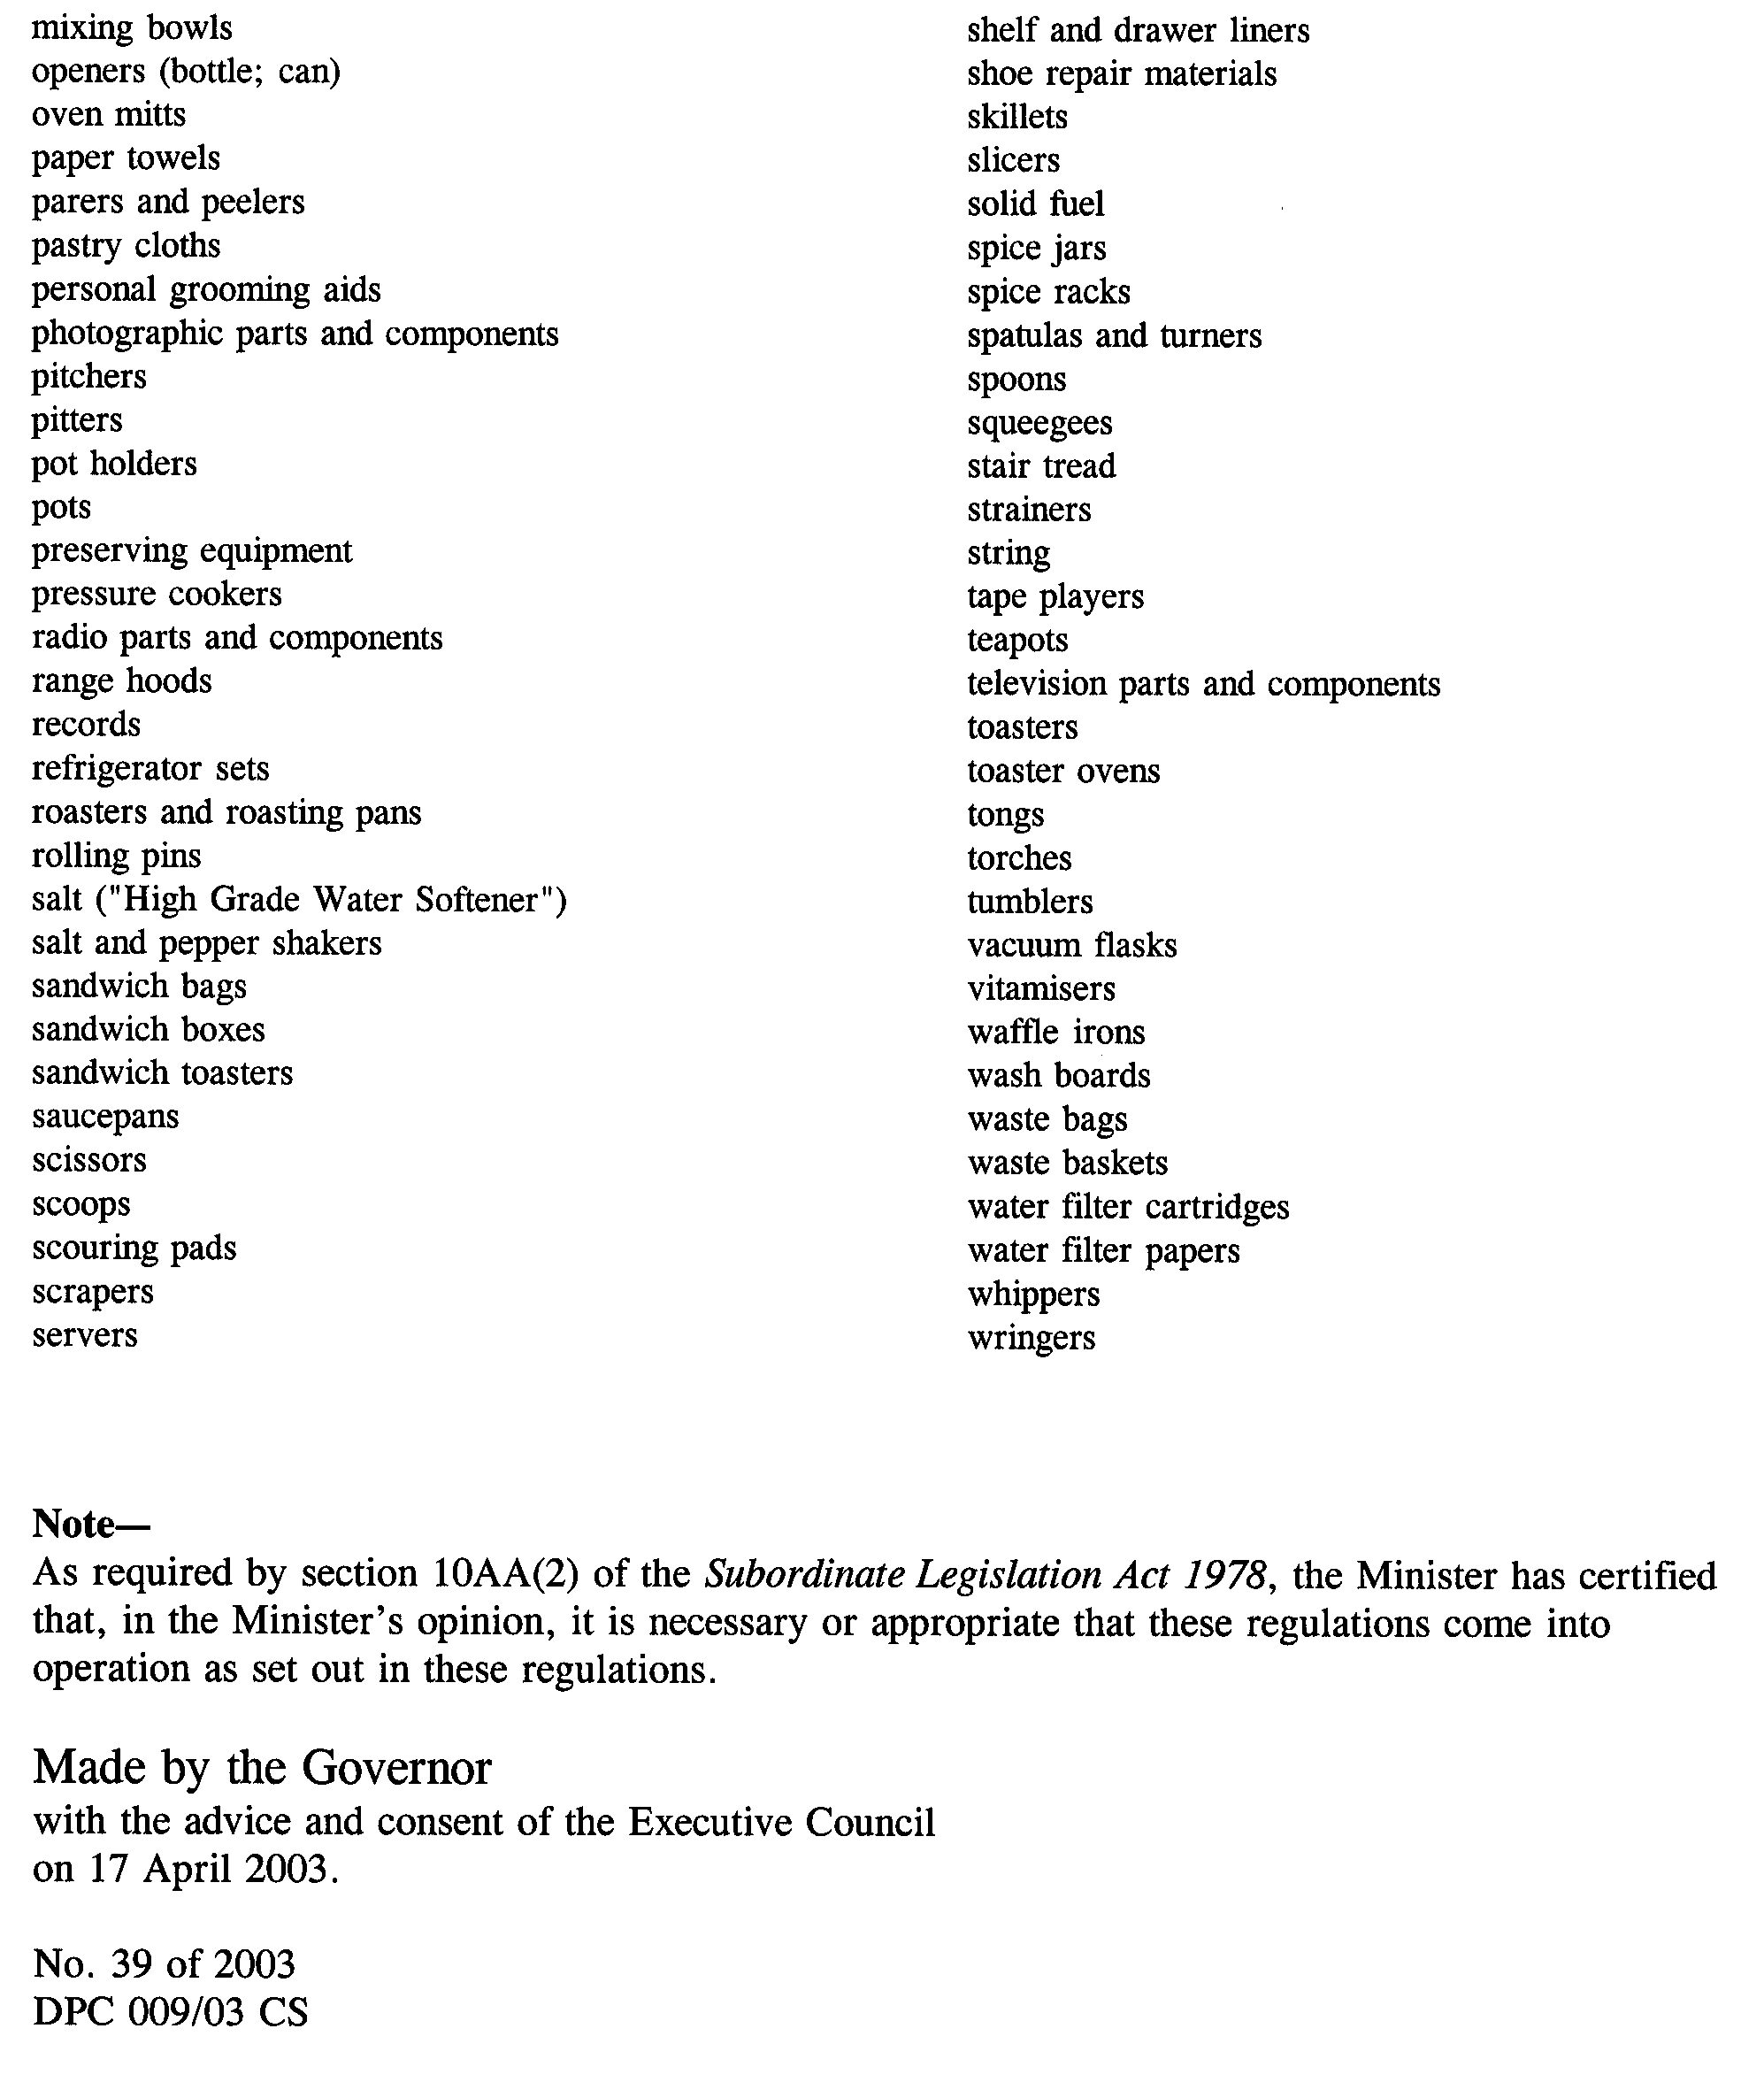 mixing bowls
openers (bottle; can)
oven mitts
paper towels
parers and peelers
pastry cloths
personal grooming aids
photographic parts and components
pitchers
pitters
pot holders
pots
preserving equipment
pressure cookers
radio parts and components
range hoods
records
refrigerator sets
roasters and roasting pans
rolling pins
salt ("High Grade Water Softener")
salt and pepper shakers
sandwich bags
sandwich boxes
sandwich toasters
saucepans
scissors
scoops
scouring pads
scrapers
servers
shelf and drawer liners
shoe repair materials
skillets
slicers
solid fuel
spice jars
spice racks
spatulas and turners
spoons
squeegees
stair tread
strainers
string
tape players
teapots
television parts and components
toasters
toaster ovens
tongs
torches
tumblers
vacuum flasks
vitamisers
waffle irons
wash boards
waste bags
waste baskets
water filter cartridges
water filter papers
whippers
wringers
Note—
As required by section 10AA(2) of the Subordinate Legislation Act 1978, the Minister has certified
that, in the Minister's opinion, it is necessary or appropriate that these regulations come into
operation as set out in these regulations.
Made by the Governor
with the advice and consent of the Executive Council
on 17 April 2003.
No. 39 of 2003
DPC 009/03 CS